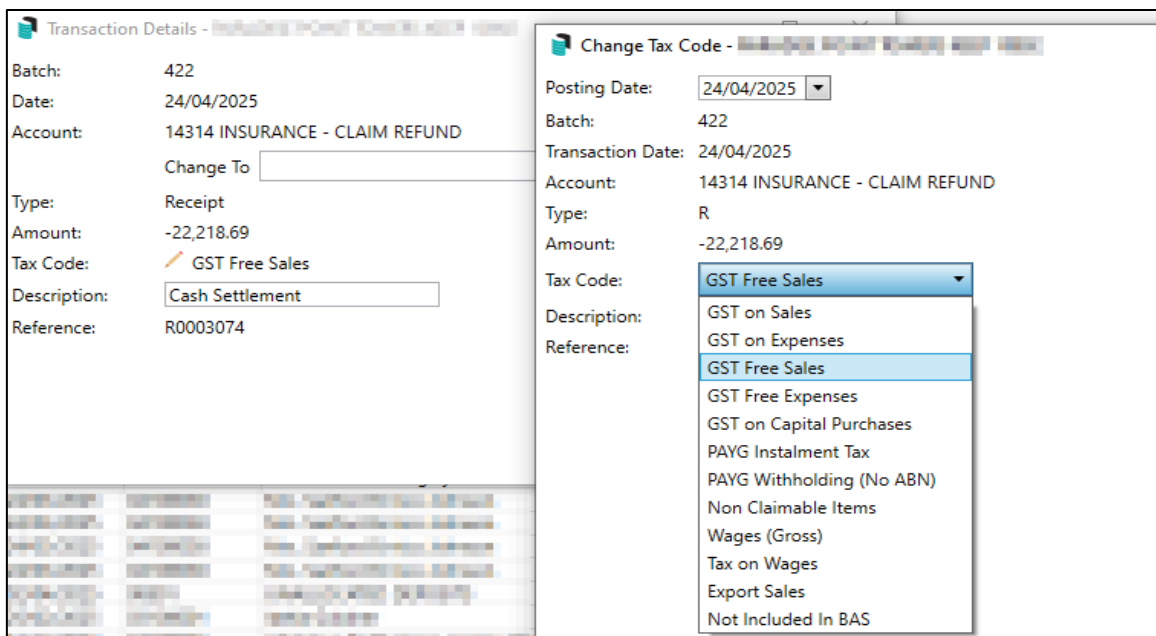 Transaction Details -
Batch: 422
Date: 24/04/2025
Account: 14314 INSURANCE - CLAIM REFUND
Change To
Type: Receipt
Amount: -22,218.69
Tax Code: GST Free Sales
Description: Cash Settlement
Reference: R0003074
Change Tax Code -
Posting Date: 24/04/2025
Batch: 422
Transaction Date: 24/04/2025
Account: 14314 INSURANCE - CLAIM REFUND
Type: R
Amount: -22,218.69
Tax Code: GST Free Sales
Description:
Reference:
GST on Sales
GST on Expenses
GST Free Sales
GST Free Expenses
GST on Capital Purchases
PAYG Instalment Tax
PAYG Withholding (No ABN)
Non Claimable Items
Wages (Gross)
Tax on Wages
Export Sales
Not Included In BAS